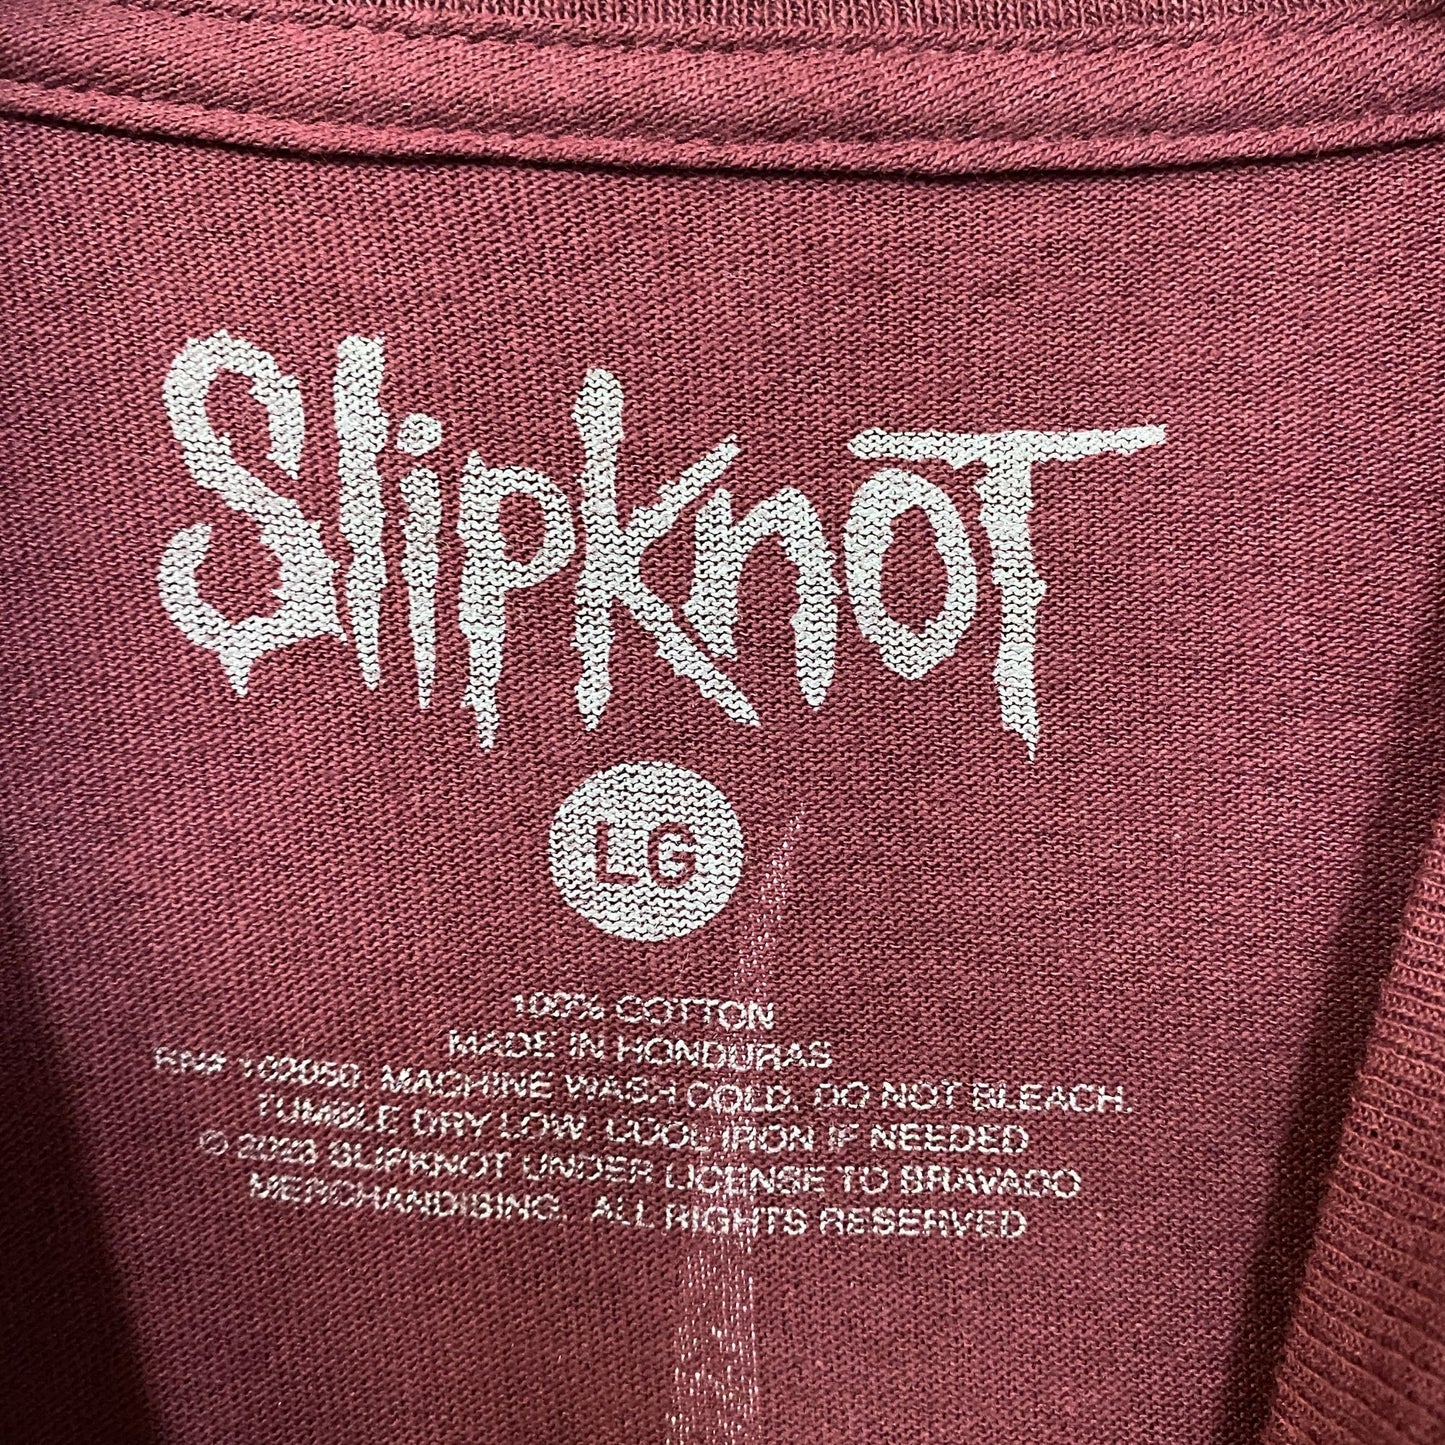 SlipknoT
LG
100% COTTON
MADE IN HONDURAS
RN# 162050. MACHINE WASH COLD. DO NOT BLEACH.
TUMBLE DRY LOW. COOL IRON IF NEEDED
© 2023 SLIPKNOT UNDER LICENSE TO BRAVADO
MERCHANDISING. ALL RIGHTS RESERVED